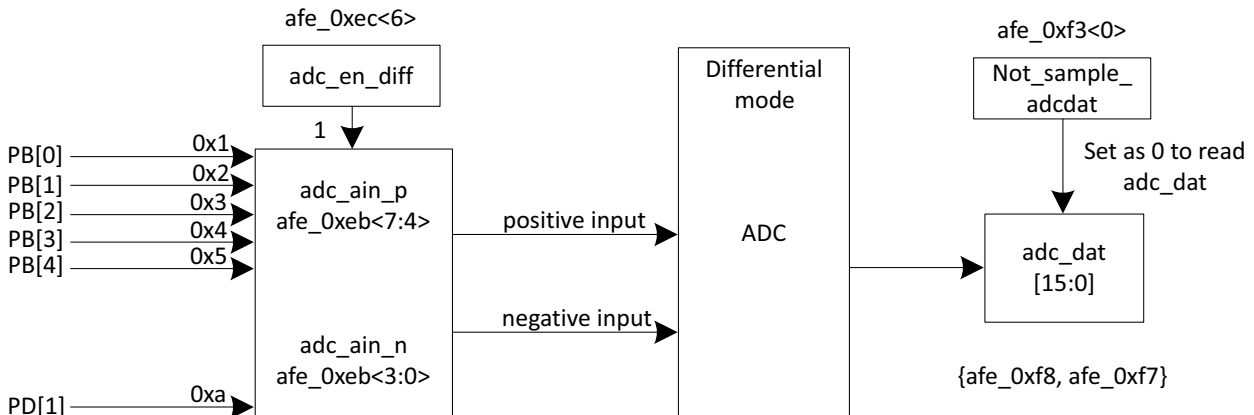 afe_0xec<6>
adc_en_diff
1
afe_0xf3<0>
Not_sample_
adcdat
Set as 0 to read
adc_dat
PB[0] 0x1
PB[1] 0x2
PB[2] 0x3
PB[3] 0x4
PB[4] 0x5
PD[1] 0xa
adc_ain_p
afe_0xeb<7:4>
adc_ain_n
afe_0xeb<3:0>
positive input
negative input
Differential
mode
ADC
adc_dat
[15:0]
{afe_0xf8, afe_0xf7}